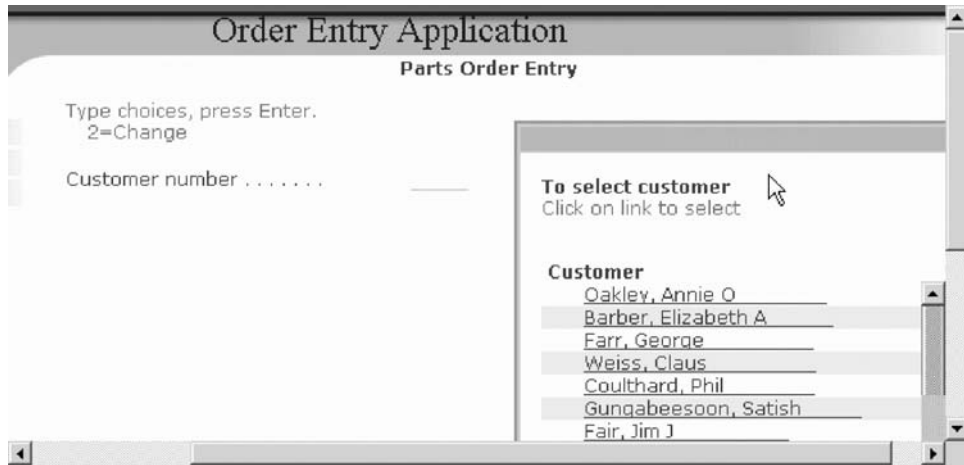 Order Entry Application
Parts Order Entry
Type choices, press Enter.
2=Change
Customer number . . . . . . .
To select customer
Click on link to select
Customer
Oakley, Annie O
Barber, Elizabeth A
Farr, George
Weiss, Claus
Coulthard, Phil
Gungabeesoon, Satish
Fair, Jim J